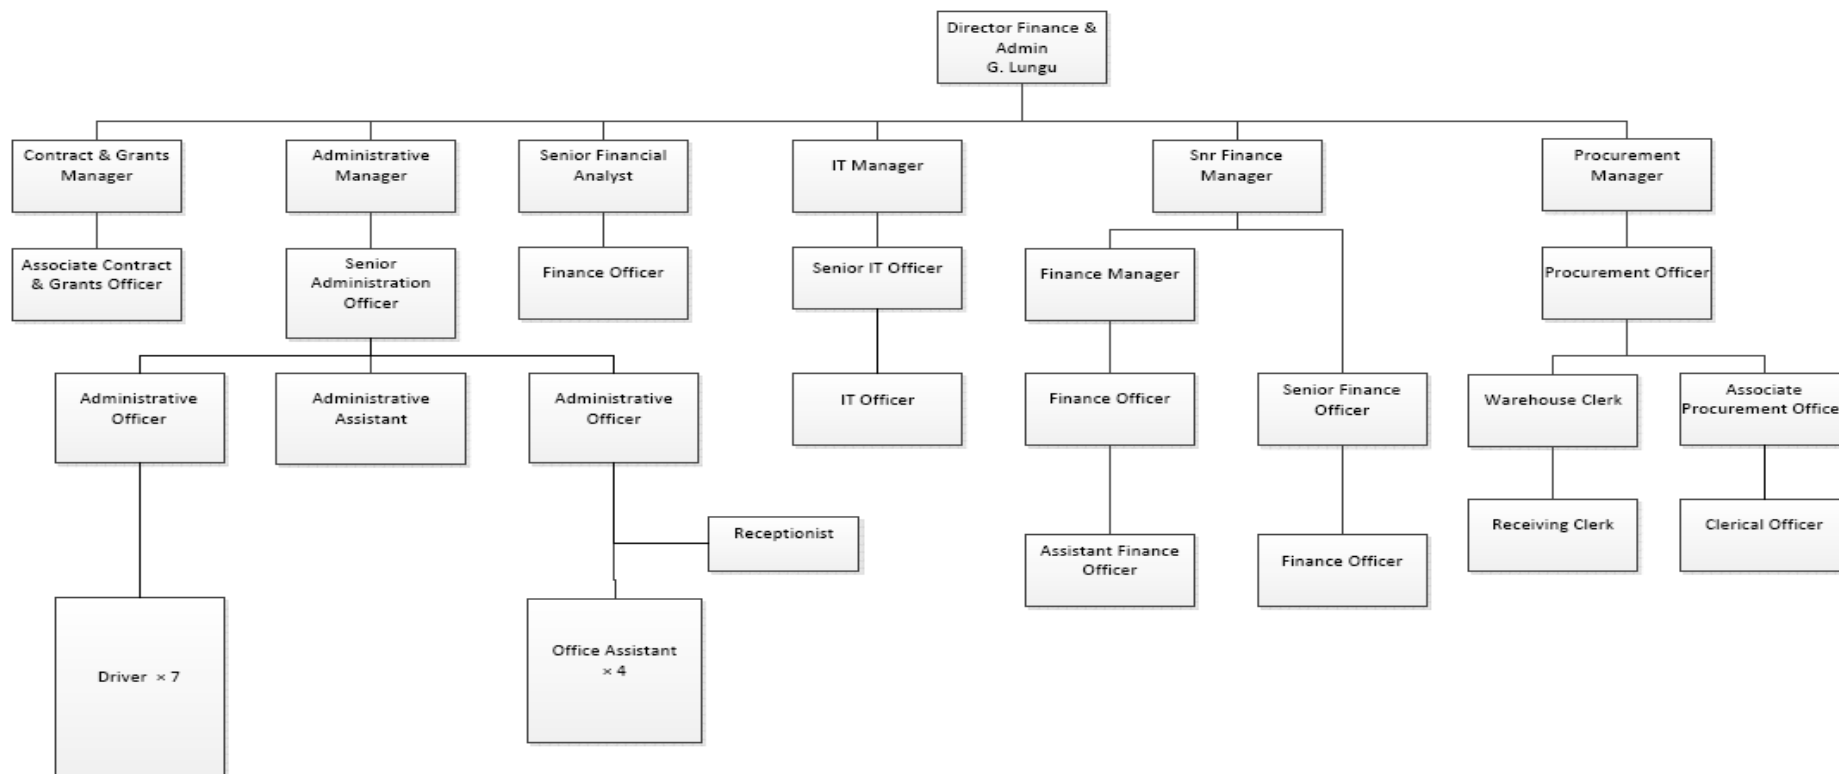 Director Finance &
Admin
G. Lungu
Contract & Grants
Manager
Administrative
Manager
Senior Financial
Analyst
IT Manager
Snr Finance
Manager
Procurement
Manager
Associate Contract
& Grants Officer
Senior
Administration
Officer
Finance Officer
Senior IT Officer
Finance Manager
Procurement Officer
Administrative
Officer
Administrative
Assistant
Administrative
Officer
IT Officer
Finance Officer
Senior Finance
Officer
Warehouse Clerk
Associate
Procurement Office
Receptionist
Assistant Finance
Officer
Finance Officer
Receiving Clerk
Clerical Officer
Driver × 7
Office Assistant
× 4